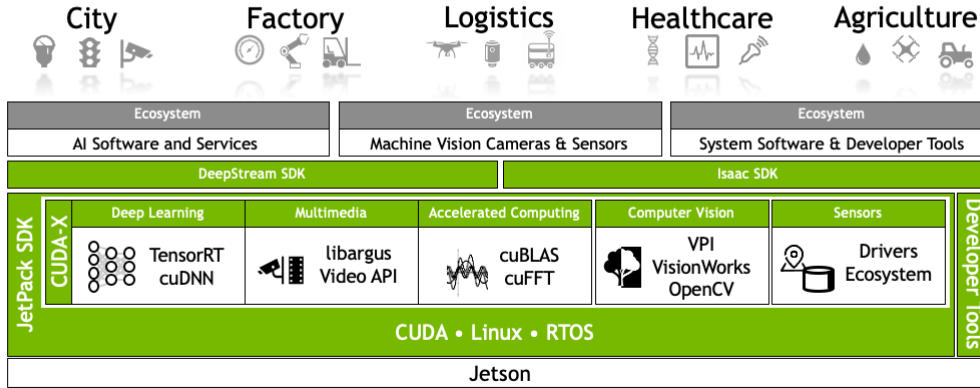 City
Factory
Logistics
Healthcare
Agriculture
Ecosystem
AI Software and Services
Ecosystem
Machine Vision Cameras & Sensors
Ecosystem
System Software & Developer Tools
DeepStream SDK
Isaac SDK
JetPack SDK
CUDA-X
Deep Learning
TensorRT
cuDNN
Multimedia
libargus
Video API
Accelerated Computing
cuBLAS
cuFFT
Computer Vision
VPI
VisionWorks
OpenCV
Sensors
Drivers
Ecosystem
Developer Tools
CUDA • Linux • RTOS
Jetson